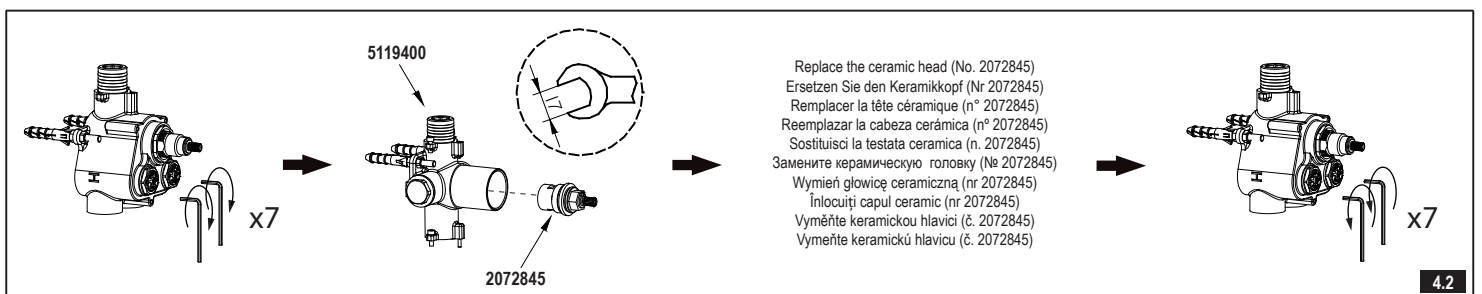 x7
5119400
17
2072845
Replace the ceramic head (No. 2072845)
Ersetzen Sie den Keramikkopf (Nr 2072845)
Remplacer la tête céramique (n° 2072845)
Reemplazar la cabeza cerámica (nº 2072845)
Sostituisci la testata ceramica (n. 2072845)
Замените керамическую головку (№ 2072845)
Wymień głowicę ceramiczną (nr 2072845)
Înlocuiți capul ceramic (nr 2072845)
Vyměňte keramickou hlavici (č. 2072845)
Vymeňte keramickú hlavicu (č. 2072845)
x7
4.2